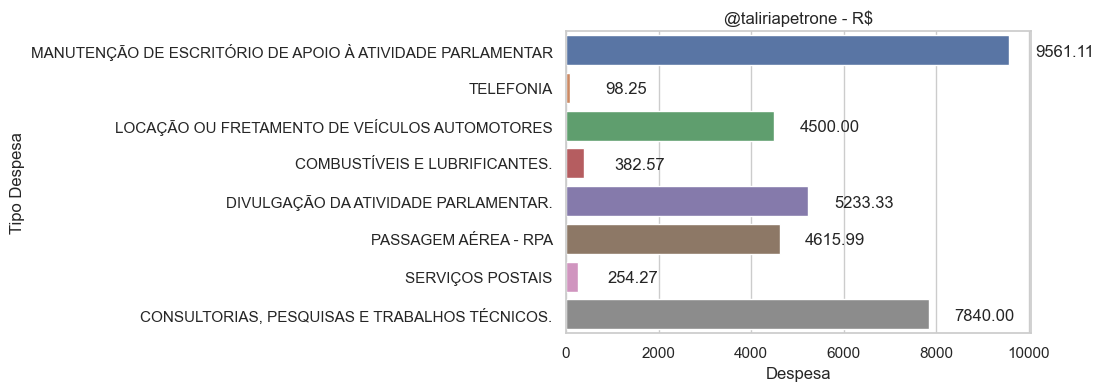 @taliriapetrone - R$
MANUTENÇÃO DE ESCRITÓRIO DE APOIO À ATIVIDADE PARLAMENTAR
9561.11
TELEFONIA
98.25
LOCAÇÃO OU FRETAMENTO DE VEÍCULOS AUTOMOTORES
4500.00
COMBUSTÍVEIS E LUBRIFICANTES.
382.57
DIVULGAÇÃO DA ATIVIDADE PARLAMENTAR.
5233.33
PASSAGEM AÉREA - RPA
4615.99
SERVIÇOS POSTAIS
254.27
CONSULTORIAS, PESQUISAS E TRABALHOS TÉCNICOS.
7840.00
Tipo Despesa
0 2000 4000 6000 8000 10000
Despesa